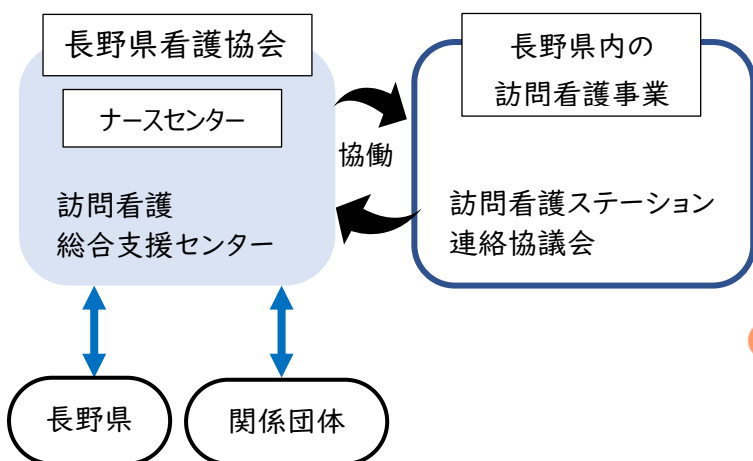 長野県看護協会
ナースセンター
訪問看護
総合支援センター
協働
長野県内の
訪問看護事業
訪問看護ステーション
連絡協議会
長野県
関係団体